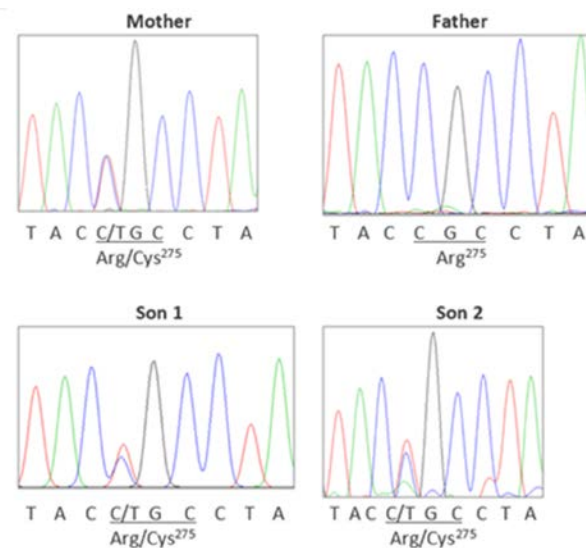 Mother
T A C C/T G C C T A
Arg/Cys275
Father
T A C C G C C T A
Arg275
Son 1
T A C C/T G C C T A
Arg/Cys275
Son 2
T A C C/T G C C T A
Arg/Cys275